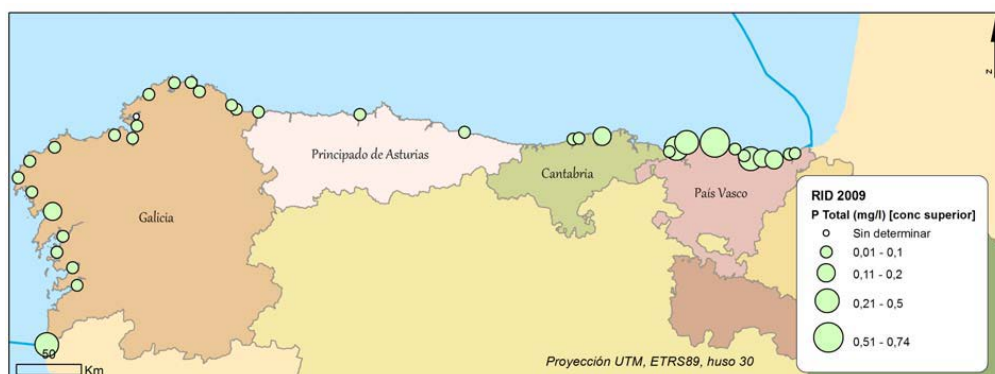 Principado de Asturias
Cantabria
País Vasco
Galicia
N
RID 2009
P Total (mg/l) [conc superior]
Sin determinar
0,01 - 0,1
0,11 - 0,2
0,21 - 0,5
0,51 - 0,74
50
Km
Proyección UTM, ETRS89, huso 30